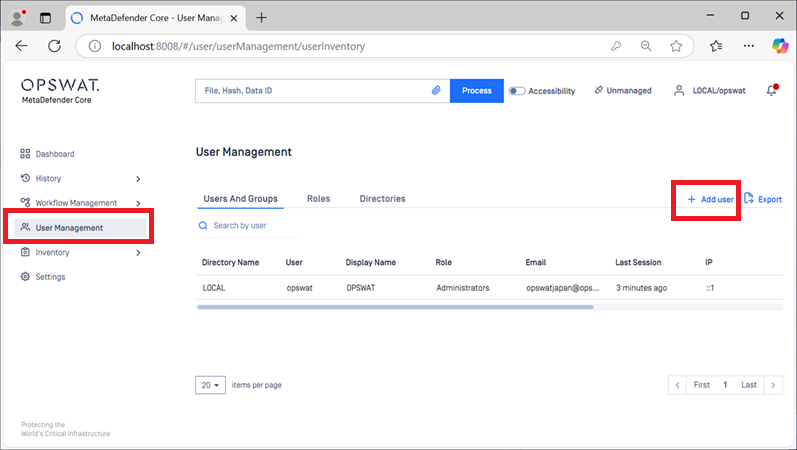 MetaDefender Core - User Manag
localhost:8008/#/user/userManagement/userInventory
OPSWAT.
MetaDefender Core
File, Hash, Data ID
Process
Accessibility
Unmanaged
LOCAL/opswat
Dashboard
History
Workflow Management
User Management
Inventory
Settings
User Management
Users And Groups
Roles
Directories
+ Add user
Export
Search by user
Directory Name User Display Name Role Email Last Session IP
LOCAL opswat OPSWAT Administrators opswatjapan@ops... 3 minutes ago ::1
20 items per page
First 1 Last
Protecting the
World's Critical Infrastructure